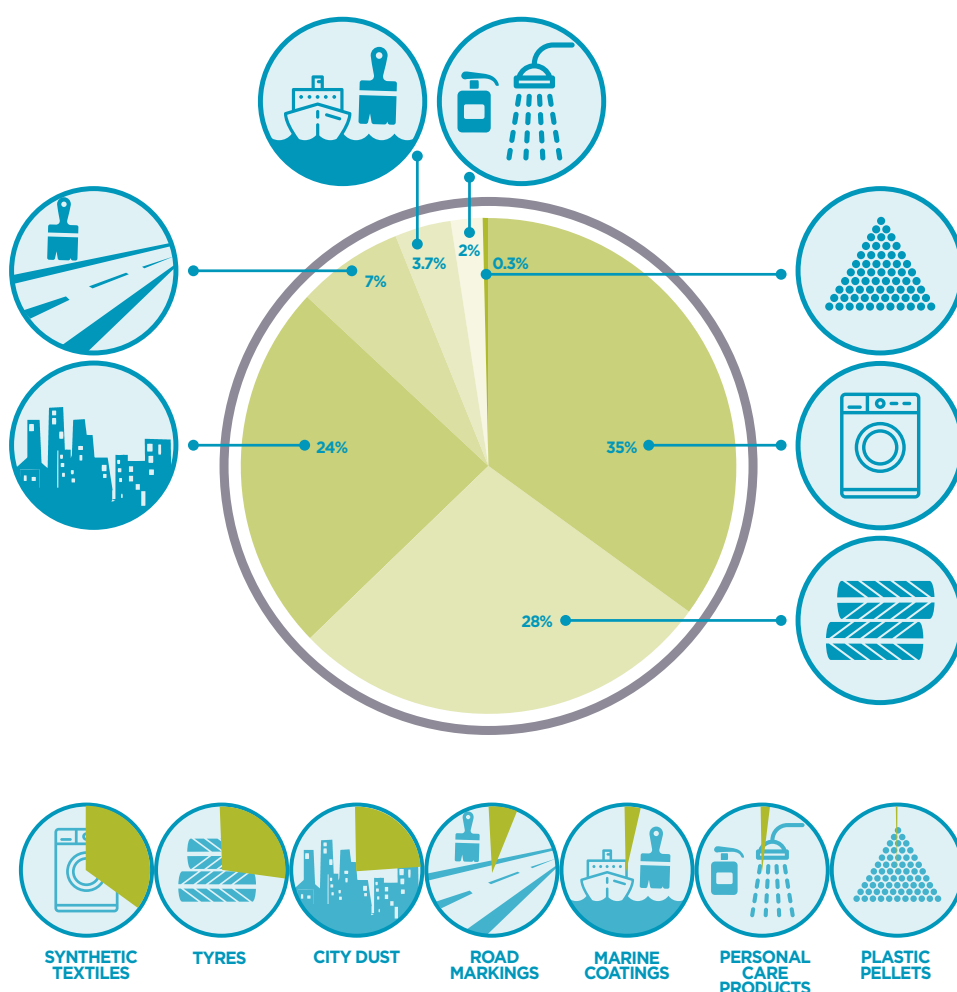 3.7%
2%
0.3%
7%
24%
35%
28%
SYNTHETIC
TEXTILES
TYRES
CITY DUST
ROAD
MARKINGS
MARINE
COATINGS
PERSONAL
CARE
PRODUCTS
PLASTIC
PELLETS